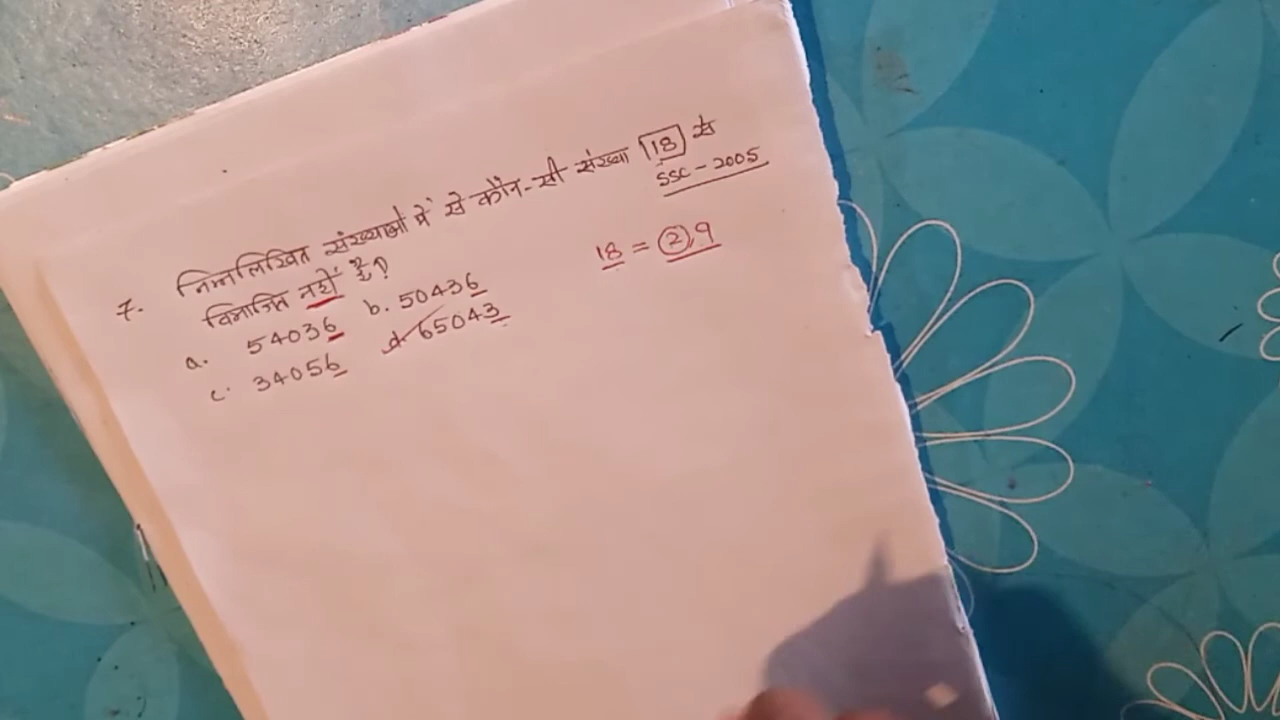 7. निम्नलिखित संख्याओं में से कौन-सी संख्या 18 से
विभाजित नहीं है? SSC - 2005
18 = 2, 9
a. 54036 b. 50436
c. 34056 d. 65043